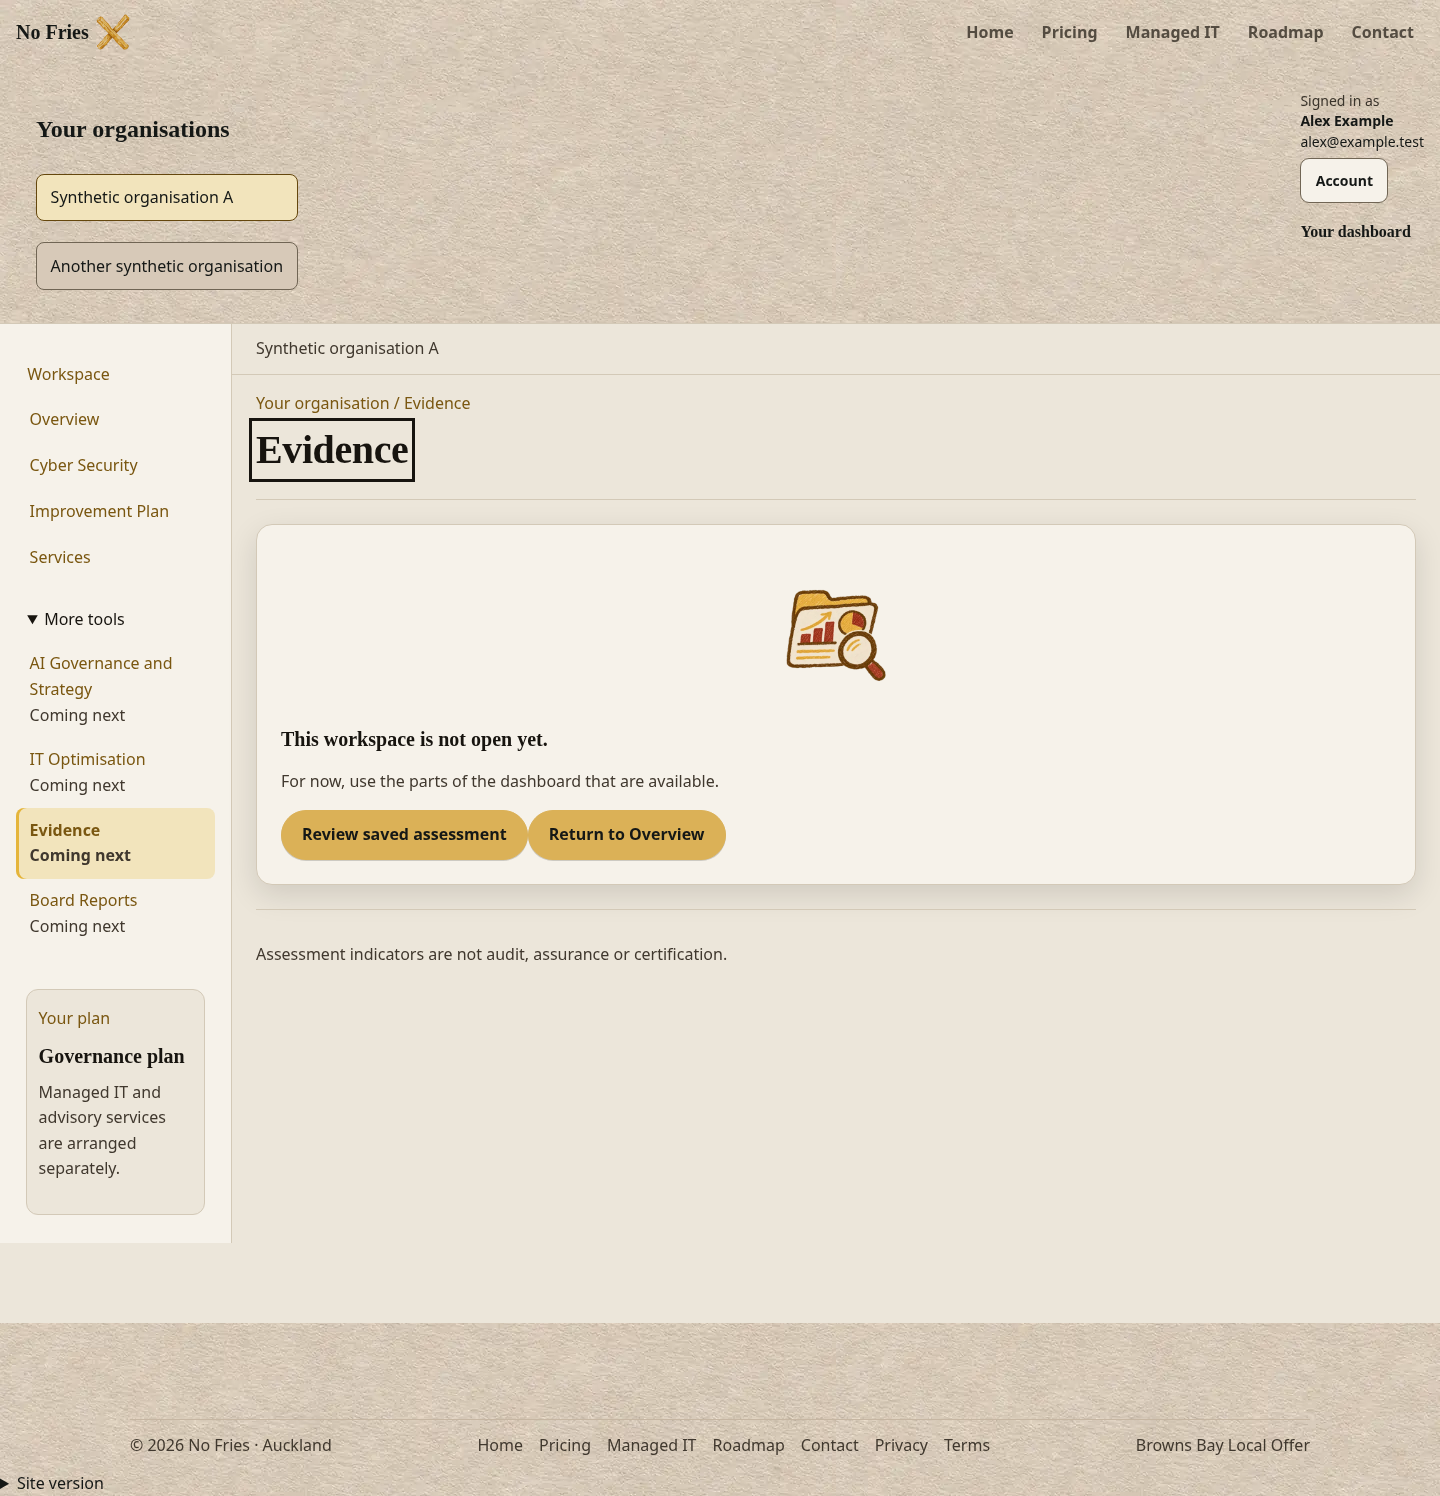 No Fries
Home Pricing Managed IT Roadmap Contact
Your organisations
Synthetic organisation A
Another synthetic organisation
Signed in as
Alex Example
alex@example.test
Account
Your dashboard
Workspace
Overview
Cyber Security
Improvement Plan
Services
▼ More tools
AI Governance and
Strategy
Coming next
IT Optimisation
Coming next
Evidence
Coming next
Board Reports
Coming next
Your plan
Governance plan
Managed IT and
advisory services
are arranged
separately.
Synthetic organisation A
Your organisation / Evidence
Evidence
This workspace is not open yet.
For now, use the parts of the dashboard that are available.
Review saved assessment Return to Overview
Assessment indicators are not audit, assurance or certification.
© 2026 No Fries · Auckland
Home Pricing Managed IT Roadmap Contact Privacy Terms
Browns Bay Local Offer
▶ Site version